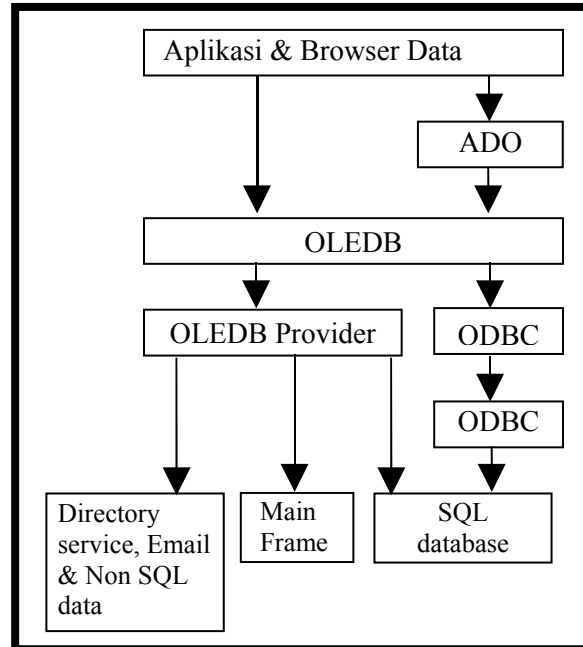 Aplikasi & Browser Data
ADO
OLEDB
OLEDB Provider
ODBC
ODBC
Directory
service, Email
& Non SQL
data
Main
Frame
SQL
database